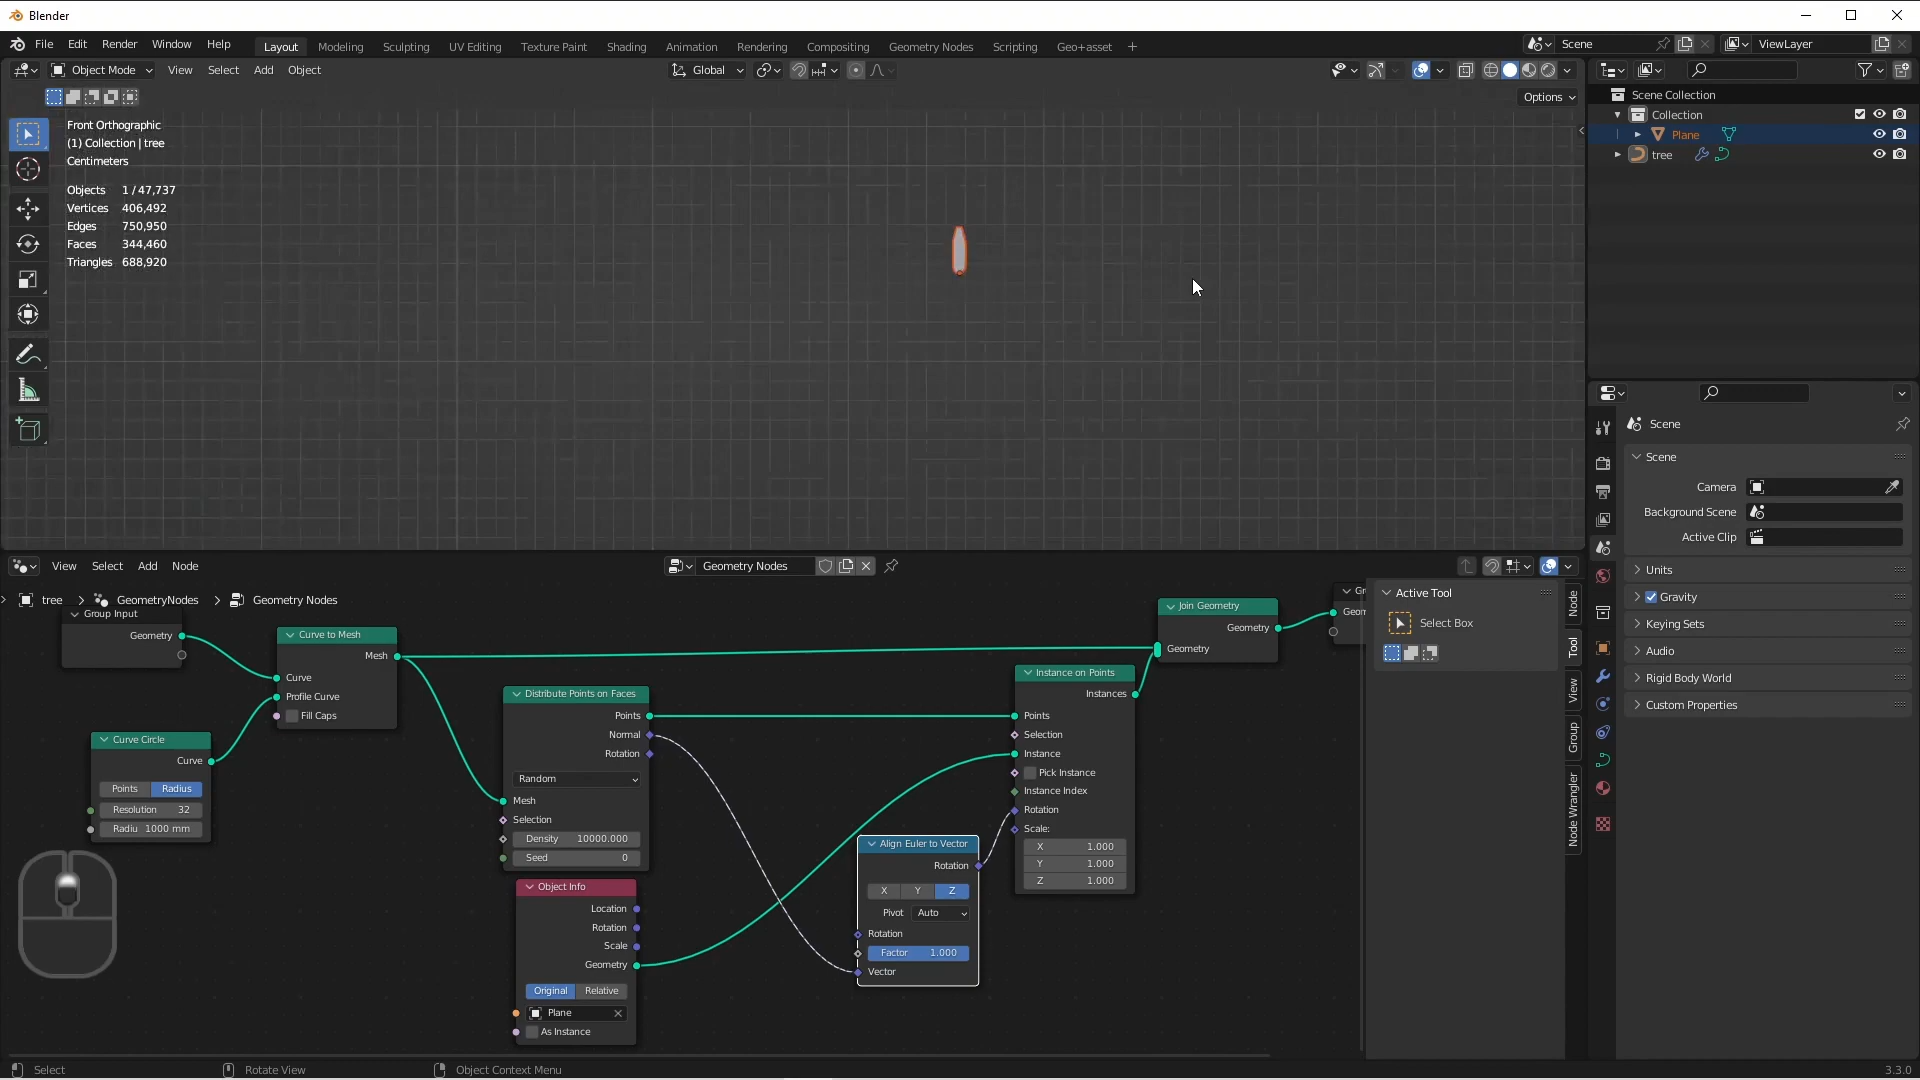 Blender
File Edit Render Window Help Layout Modeling Sculpting UV Editing Texture Paint Shading Animation Rendering Compositing Geometry Nodes Scripting Geo+asset + Scene ViewLayer
Object Mode View Select Add Object Global
Options
Front Orthographic
(1) Collection | tree
Centimeters
Objects 1 / 47,737
Vertices 406,492
Edges 750,950
Faces 344,460
Triangles 688,920
Scene Collection
Collection
Plane
tree
Scene
Scene
Camera
Background Scene
Active Clip
Units
Gravity
Keying Sets
Audio
Rigid Body World
Custom Properties
View Select Add Node Geometry Nodes
tree > GeometryNodes > Geometry Nodes
Group Input
Geometry
Curve to Mesh
Mesh
Curve
Profile Curve
Fill Caps
Curve Circle
Curve
Points Radius
Resolution 32
Radiu 1000 mm
Distribute Points on Faces
Points
Normal
Rotation
Random
Mesh
Selection
Density 10000.000
Seed 0
Object Info
Location
Rotation
Scale
Geometry
Original Relative
Plane
As Instance
Align Euler to Vector
Rotation
X Y Z
Pivot Auto
Rotation
Factor 1.000
Vector
Instance on Points
Instances
Points
Selection
Instance
Pick Instance
Instance Index
Rotation
Scale:
X 1.000
Y 1.000
Z 1.000
Join Geometry
Geometry
Geometry
Gr
Geom
Active Tool
Select Box
Node
Tool
View
Group
Node Wrangler
Select Rotate View Object Context Menu 3.3.0